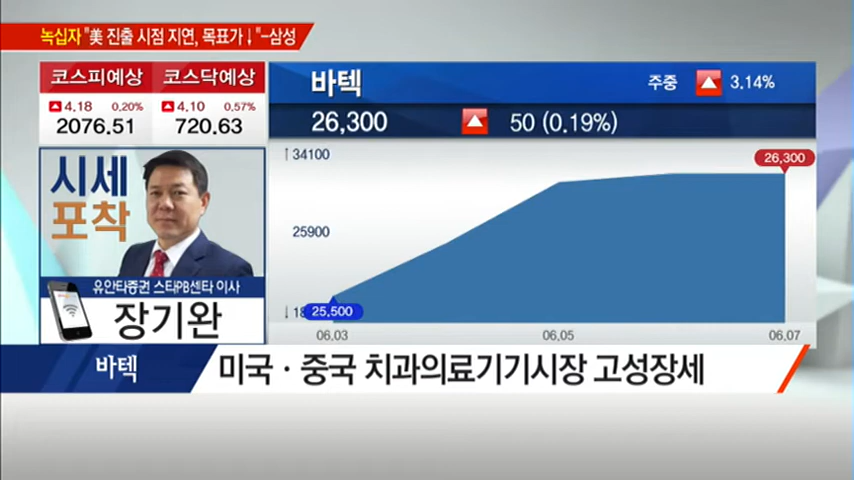 녹십자 "美 진출 시점 지연, 목표가↓"-삼성
코스피예상 코스닥예상
▲4.18 0.20% ▲4.10 0.57%
2076.51 720.63
바텍 주중 ▲ 3.14%
26,300 ▲ 50 (0.19%)
시세
포착
유안타증권 스타PB센타 이사
장기완
↑34100
26,300
25900
↓18
25,500
06.03 06.05 06.07
바텍 미국·중국 치과의료기기시장 고성장세